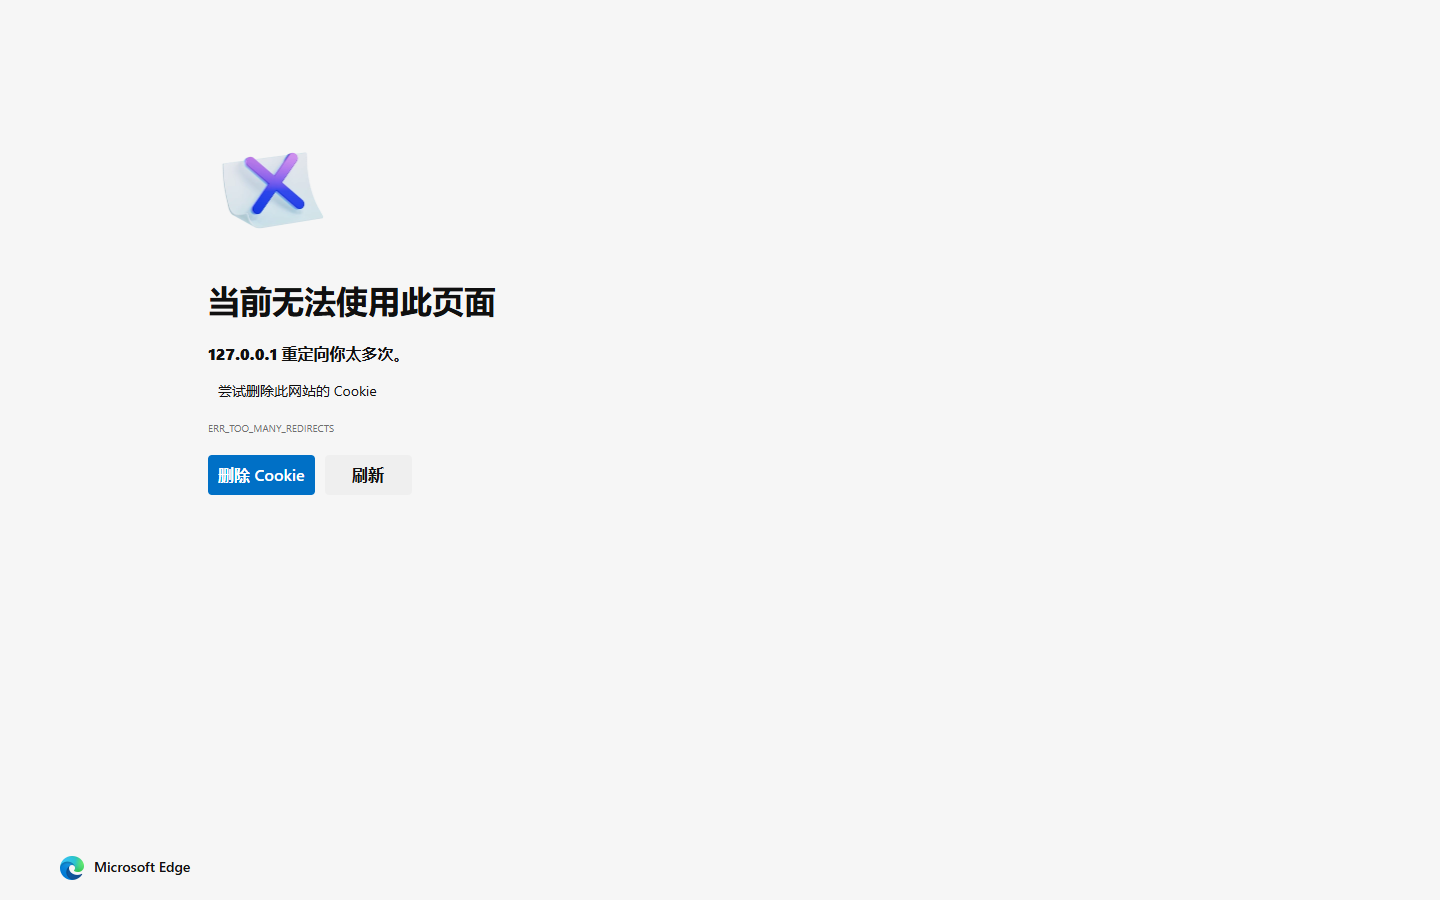 当前无法使用此页面
127.0.0.1 重定向你太多次。
尝试删除此网站的 Cookie
ERR_TOO_MANY_REDIRECTS
删除 Cookie
刷新
Microsoft Edge